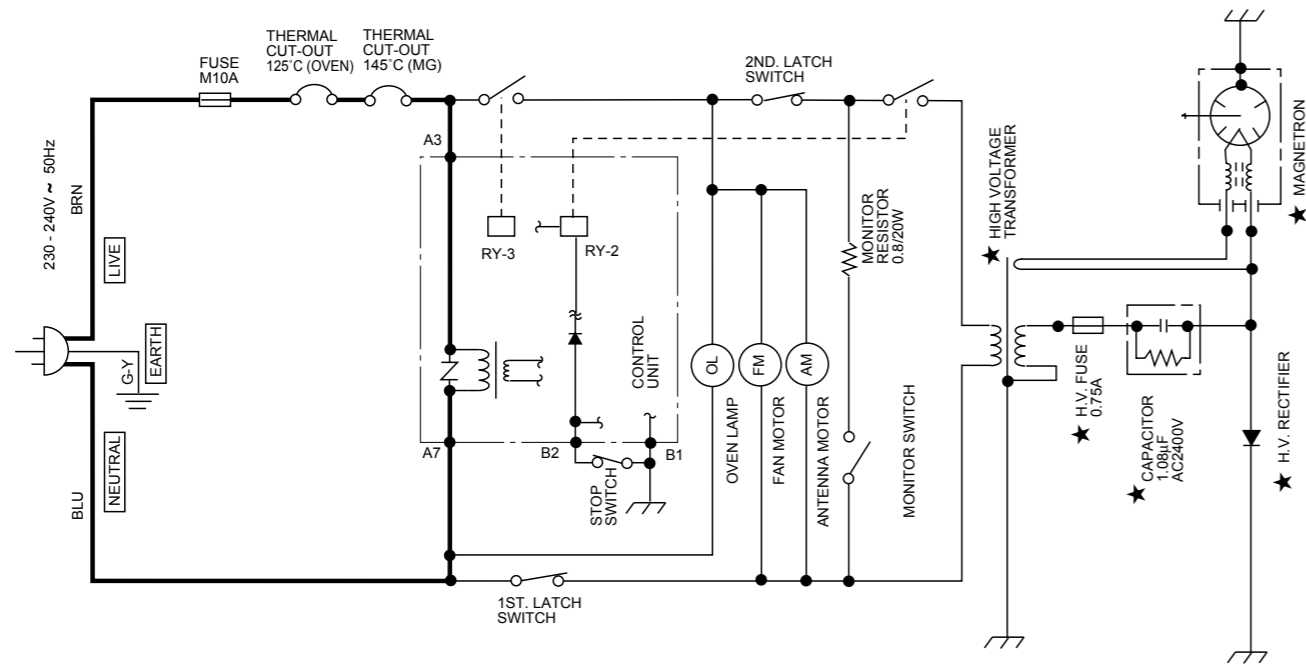 230 - 240V ~ 50Hz
BRN
LIVE
G-Y
EARTH
NEUTRAL
BLU
FUSE
M10A
THERMAL
CUT-OUT
125˚C (OVEN)
THERMAL
CUT-OUT
145˚C (MG)
A3
RY-3
RY-2
CONTROL
UNIT
A7
B2
B1
STOP
SWITCH
1ST. LATCH
SWITCH
2ND. LATCH
SWITCH
OL
FM
AM
OVEN LAMP
FAN MOTOR
ANTENNA MOTOR
MONITOR
RESISTOR
0.8/20W
MONITOR SWITCH
★ HIGH VOLTAGE
TRANSFORMER
★ MAGNETRON
★ H.V. FUSE
0.75A
★ CAPACITOR
1.08µF
AC2400V
★ H.V. RECTIFIER